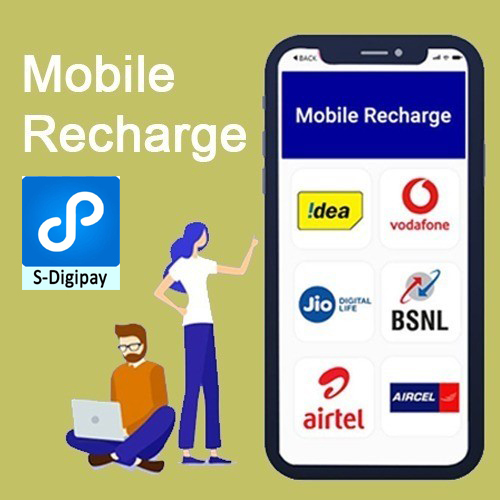 Mobile
Recharge
S-Digipay
BACK
Mobile Recharge
!dea
vodafone
Jio DIGITAL
LIFE
BSNL
airtel
AIRCEL